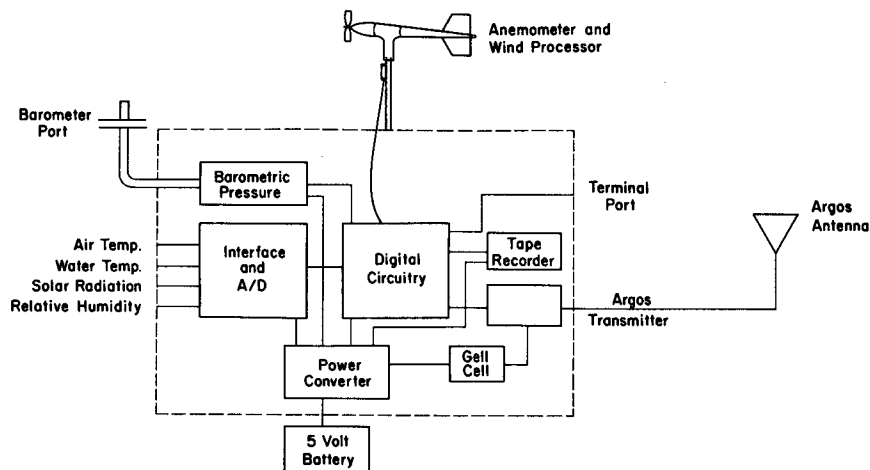 Anemometer and
Wind Processor
Barometer
Port
Barometric
Pressure
Terminal
Port
Argos
Antenna
Air Temp.
Water Temp.
Solar Radiation
Relative Humidity
Interface
and
A/D
Digital
Circuitry
Tape
Recorder
Argos
Transmitter
Power
Converter
Gell
Cell
5 Volt
Battery